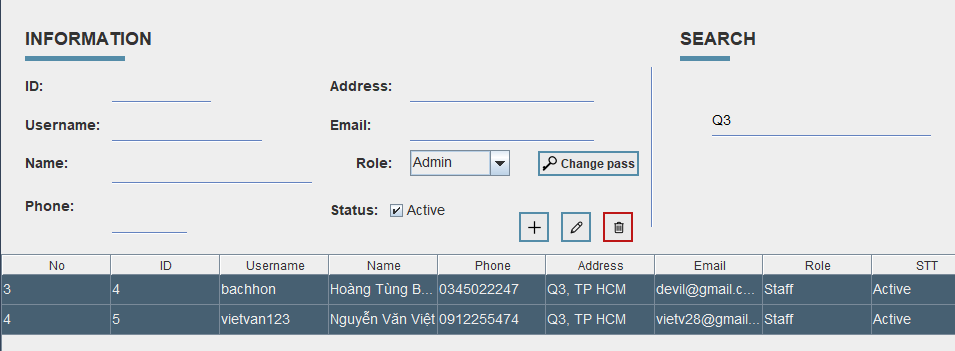 INFORMATION
SEARCH
ID:
Address:
Q3
Username:
Email:
Name:
Role: Admin
Change pass
Phone:
Status: Active
No ID Username Name Phone Address Email Role STT
3 4 bachhon Hoàng Tùng B... 0345022247 Q3, TP HCM devil@gmail.c... Staff Active
4 5 vietvan123 Nguyễn Văn Việt 0912255474 Q3, TP HCM vietv28@gmail... Staff Active